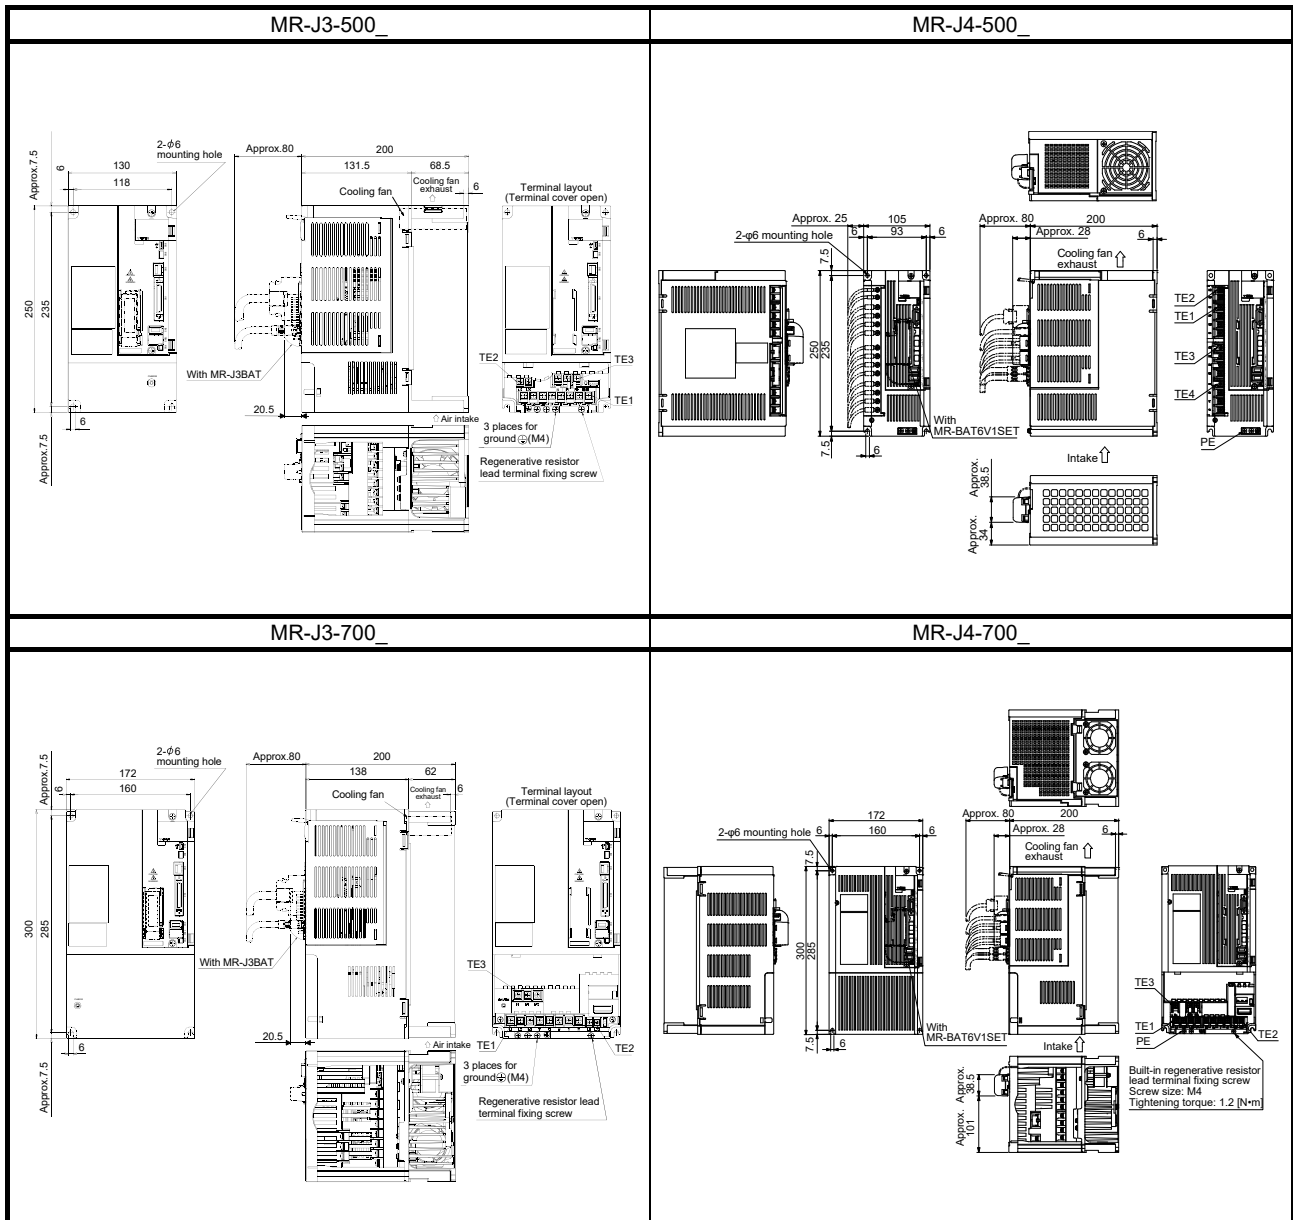 MR-J3-500_
MR-J4-500_
Approx.7.5
6
130
118
2-φ6
mounting hole
Approx.80
200
131.5
68.5
Cooling fan
Cooling fan
exhaust
6
Terminal layout
(Terminal cover open)
250
235
With MR-J3BAT
20.5
Air intake
6
Approx.7.5
TE2
TE3
TE1
3 places for
ground (M4)
Regenerative resistor
lead terminal fixing screw
Approx. 25
105
6
93
6
2-φ6 mounting hole
7.5
250
235
7.5
6
With
MR-BAT6V1SET
Approx. 80
200
Approx. 28
6
Cooling fan
exhaust
Intake
TE2
TE1
TE3
TE4
PE
Approx.
38.5
Approx.
34
MR-J3-700_
MR-J4-700_
Approx.7.5
6
172
160
2-φ6
mounting hole
Approx.80
200
138
62
Cooling fan
Cooling fan
exhaust
6
Terminal layout
(Terminal cover open)
300
285
With MR-J3BAT
20.5
Air intake
6
Approx.7.5
TE3
TE1
TE2
3 places for
ground (M4)
Regenerative resistor lead
terminal fixing screw
172
2-φ6 mounting hole
6
160
6
7.5
300
285
7.5
6
With
MR-BAT6V1SET
Approx. 80
200
Approx. 28
6
Cooling fan
exhaust
Intake
TE3
TE1
PE
TE2
Built-in regenerative resistor
lead terminal fixing screw
Screw size: M4
Tightening torque: 1.2 [N•m]
Approx.
38.5
Approx.
101